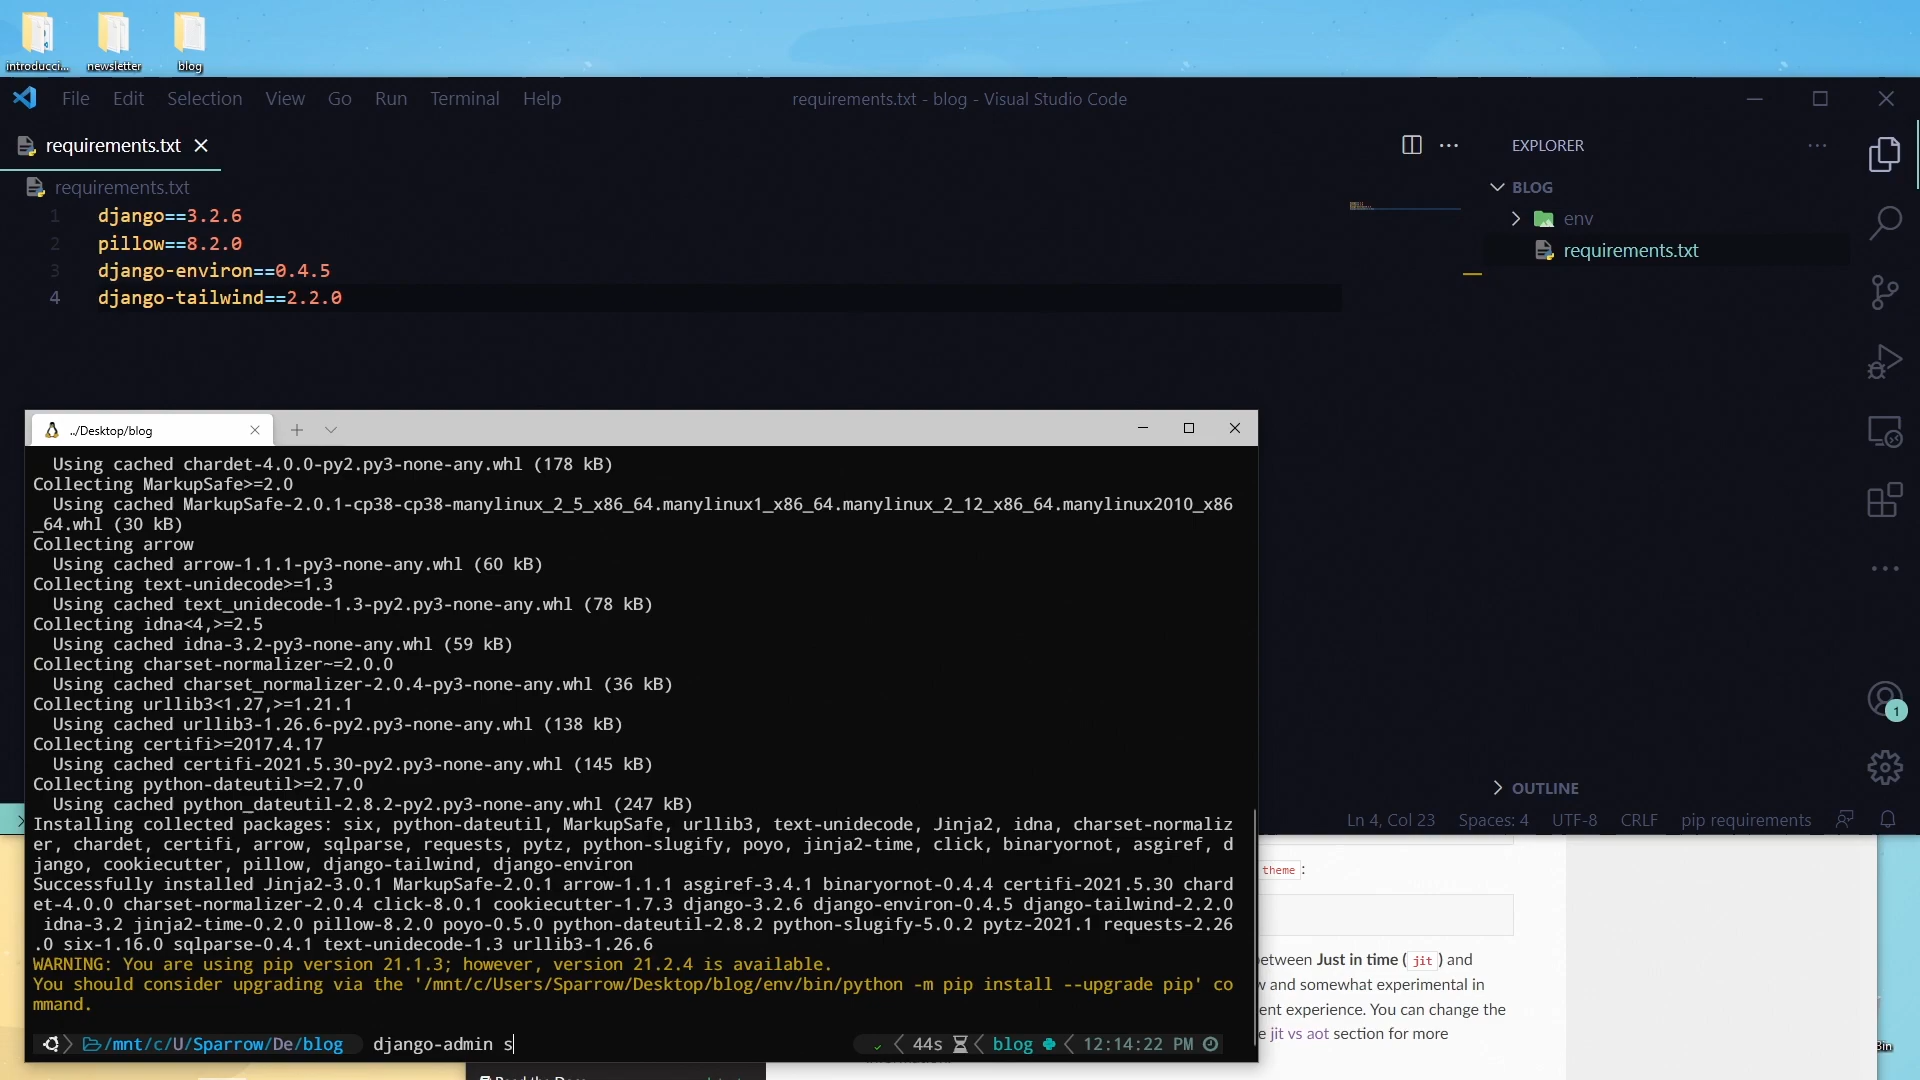 introducci...
newsletter
blog
File Edit Selection View Go Run Terminal Help
requirements.txt - blog - Visual Studio Code
requirements.txt
EXPLORER
requirements.txt
BLOG
1 django==3.2.6
env
2 pillow==8.2.0
requirements.txt
3 django-environ==0.4.5
4 django-tailwind==2.2.0
../Desktop/blog
Using cached chardet-4.0.0-py2.py3-none-any.whl (178 kB)
Collecting MarkupSafe>=2.0
Using cached MarkupSafe-2.0.1-cp38-cp38-manylinux_2_5_x86_64.manylinux1_x86_64.manylinux_2_12_x86_64.manylinux2010_x86
_64.whl (30 kB)
Collecting arrow
Using cached arrow-1.1.1-py3-none-any.whl (60 kB)
Collecting text-unidecode>=1.3
Using cached text_unidecode-1.3-py2.py3-none-any.whl (78 kB)
Collecting idna<4,>=2.5
Using cached idna-3.2-py3-none-any.whl (59 kB)
Collecting charset-normalizer~=2.0.0
Using cached charset_normalizer-2.0.4-py3-none-any.whl (36 kB)
Collecting urllib3<1.27,>=1.21.1
Using cached urllib3-1.26.6-py2.py3-none-any.whl (138 kB)
Collecting certifi>=2017.4.17
Using cached certifi-2021.5.30-py2.py3-none-any.whl (145 kB)
Collecting python-dateutil>=2.7.0
Using cached python_dateutil-2.8.2-py2.py3-none-any.whl (247 kB)
Installing collected packages: six, python-dateutil, MarkupSafe, urllib3, text-unidecode, Jinja2, idna, charset-normaliz
er, chardet, certifi, arrow, sqlparse, requests, pytz, python-slugify, poyo, jinja2-time, click, binaryornot, asgiref, d
jango, cookiecutter, pillow, django-tailwind, django-environ
Successfully installed Jinja2-3.0.1 MarkupSafe-2.0.1 arrow-1.1.1 asgiref-3.4.1 binaryornot-0.4.4 certifi-2021.5.30 chard
et-4.0.0 charset-normalizer-2.0.4 click-8.0.1 cookiecutter-1.7.3 django-3.2.6 django-environ-0.4.5 django-tailwind-2.2.0
idna-3.2 jinja2-time-0.2.0 pillow-8.2.0 poyo-0.5.0 python-dateutil-2.8.2 python-slugify-5.0.2 pytz-2021.1 requests-2.26
.0 six-1.16.0 sqlparse-0.4.1 text-unidecode-1.3 urllib3-1.26.6
WARNING: You are using pip version 21.1.3; however, version 21.2.4 is available.
You should consider upgrading via the '/mnt/c/Users/Sparrow/Desktop/blog/env/bin/python -m pip install --upgrade pip' co
mmand.
/mnt/c/U/Sparrow/De/blog django-admin s
44s blog 12:14:22 PM
1
OUTLINE
Ln 4, Col 23 Spaces: 4 UTF-8 CRLF pip requirements
theme :
between Just in time ( jit ) and
w and somewhat experimental in
ent experience. You can change the
e jit vs aot section for more
Bin